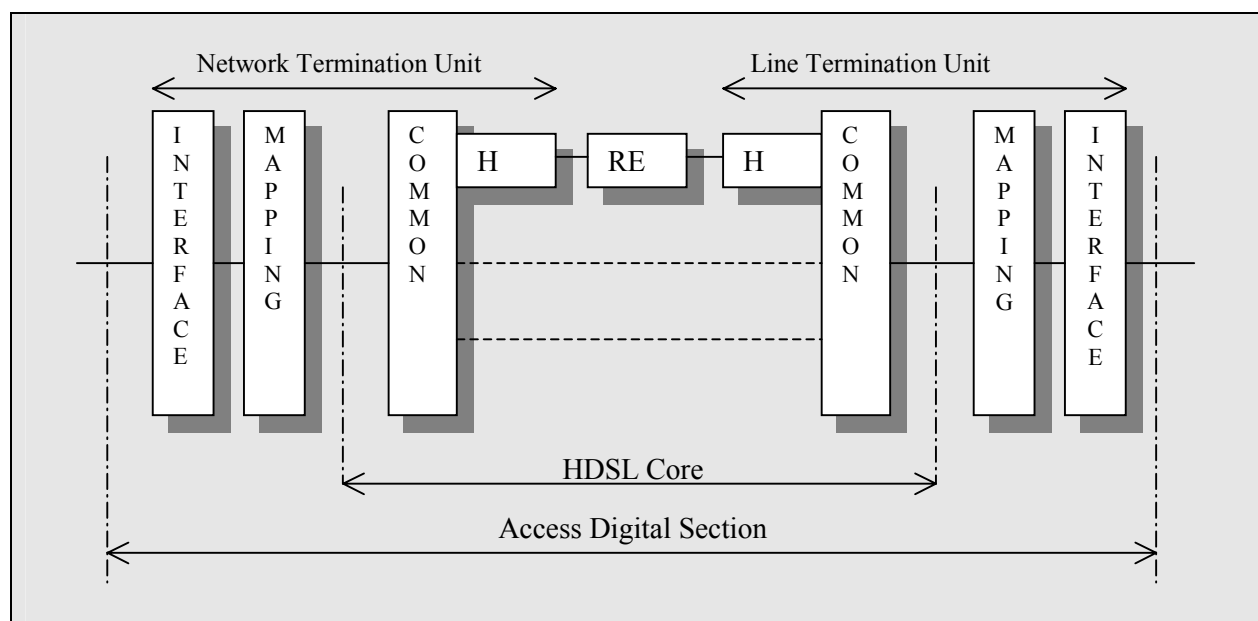 Network Termination Unit
Line Termination Unit
INTERFACE
MAPPING
COMMON
H
RE
H
COMMON
MAPPING
INTERFACE
HDSL Core
Access Digital Section